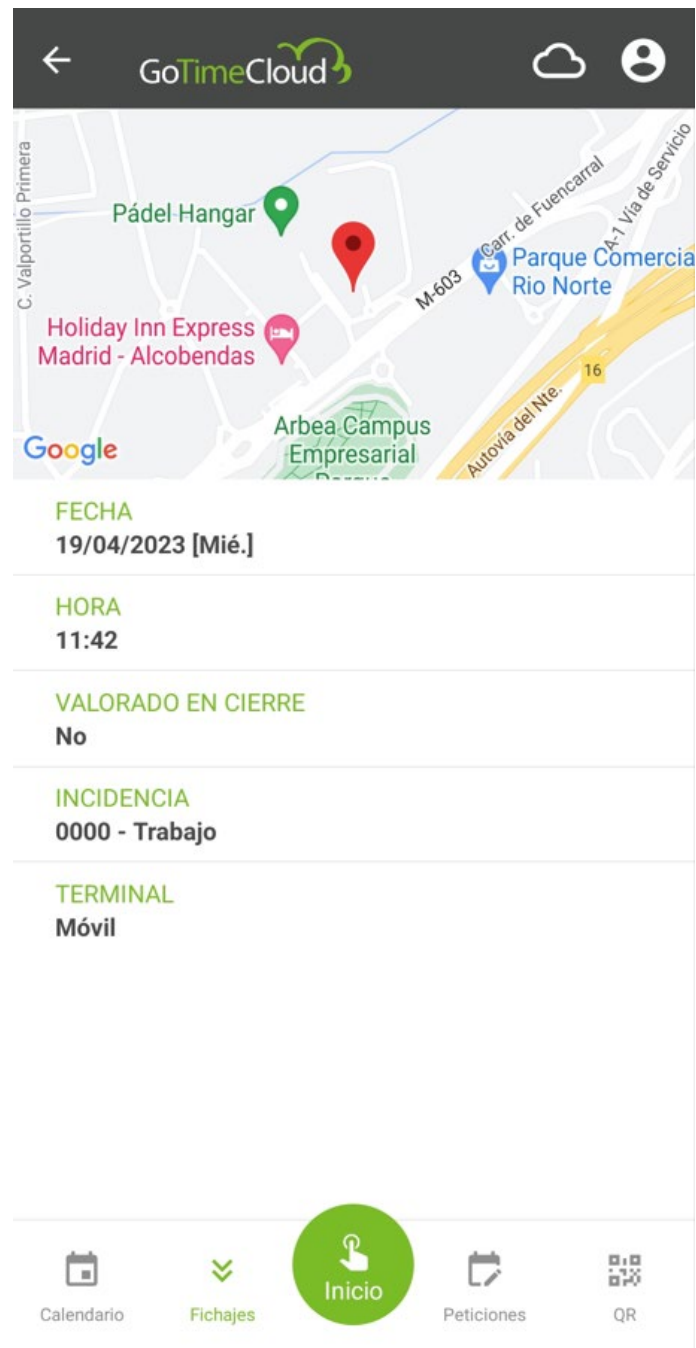 GoTimeCloud
C. Valportillo Primera
Pádel Hangar
Carr. de Fuencarral
A-1 Vía de Servicio
M-603
Parque Comercia
Rio Norte
Holiday Inn Express
Madrid - Alcobendas
16
Autovía del Nte.
Arbea Campus
Empresarial
Google
FECHA
19/04/2023 [Mié.]
HORA
11:42
VALORADO EN CIERRE
No
INCIDENCIA
0000 - Trabajo
TERMINAL
Móvil
Inicio
Calendario
Fichajes
Peticiones
QR